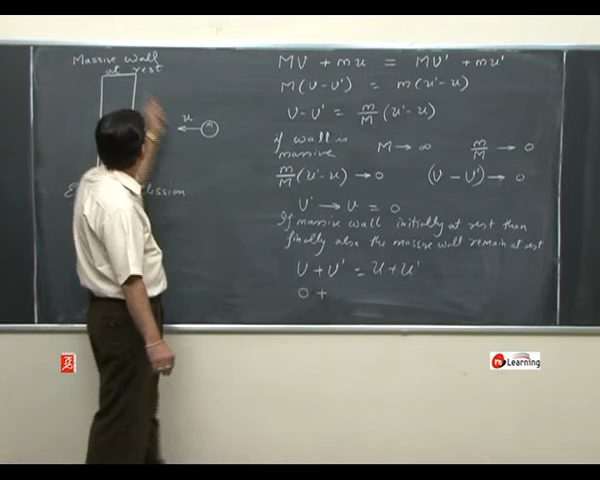 Massive wall
at rest
u
m
MV + mu = MV' + mu'
M(V-V') = m(u'-u)
V-V' = m/M (u'-u)
if wall is
massive M→∞ m/M → 0
m/M (u'-u) → 0 (V - V') → 0
V' → V = 0
If massive wall initially at rest than
finally also the massive wall remain at rest
V + V' = u + u'
0 +
Learning